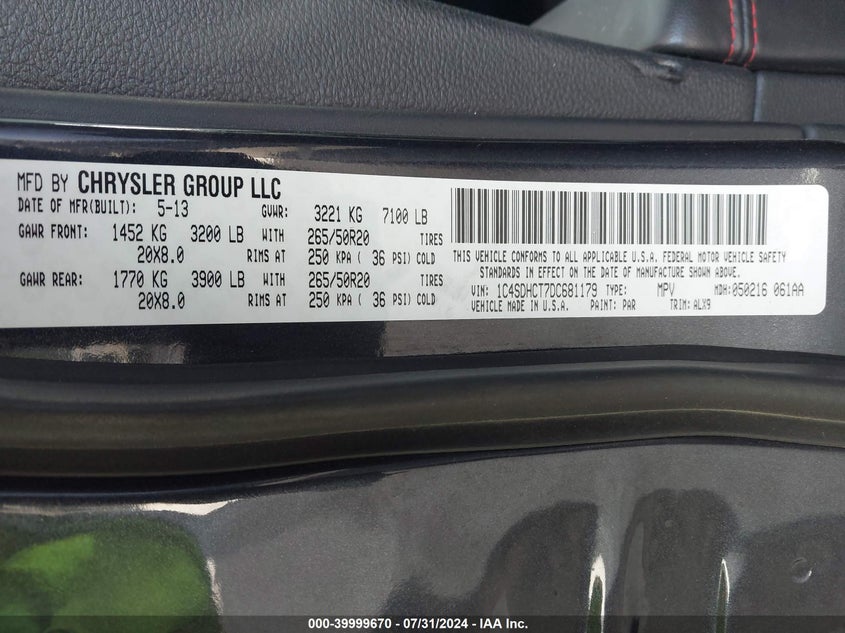 MFD BY CHRYSLER GROUP LLC
DATE OF MFR(BUILT): 5-13 GVWR: 3221 KG 7100 LB
GAWR FRONT: 1452 KG 3200 LB WITH 265/50R20 TIRES
20X8.0 RIMS AT 250 KPA ( 36 PSI) COLD
GAWR REAR: 1770 KG 3900 LB WITH 265/50R20 TIRES
20X8.0 RIMS AT 250 KPA ( 36 PSI) COLD
THIS VEHICLE CONFORMS TO ALL APPLICABLE U.S.A. FEDERAL MOTOR VEHICLE SAFETY
STANDARDS IN EFFECT ON THE DATE OF MANUFACTURE SHOWN ABOVE.
VIN: 1C4SDHCT7DC681179 TYPE: MPV MDH: 050216 061AA
VEHICLE MADE IN U.S.A. PAINT: PAR TRIM: ALX9
000-39999670 - 07/31/2024 - IAA Inc.